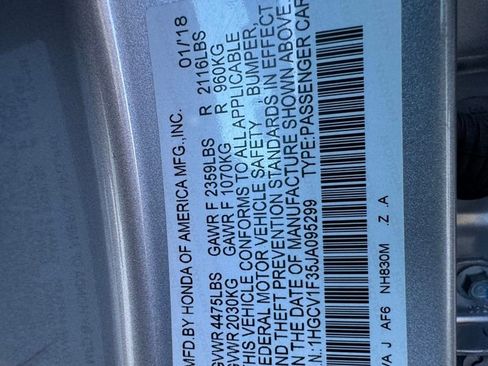 MFD.BY HONDA OF AMERICA MFG.,INC. 01/18
GVWR 4475LBS GAWR F 2359LBS R 2116LBS
GVWR 2030KG GAWR F 1070KG R 960KG
THIS VEHICLE CONFORMS TO ALL APPLICABLE
FEDERAL MOTOR VEHICLE SAFETY , BUMPER,
AND THEFT PREVENTION STANDARDS IN EFFECT
ON THE DATE OF MANUFACTURE SHOWN ABOVE.
.N.:1HGCV1F35JA095299 TYPE:PASSENGER CAR
VA J AF6 NH830M .Z .A